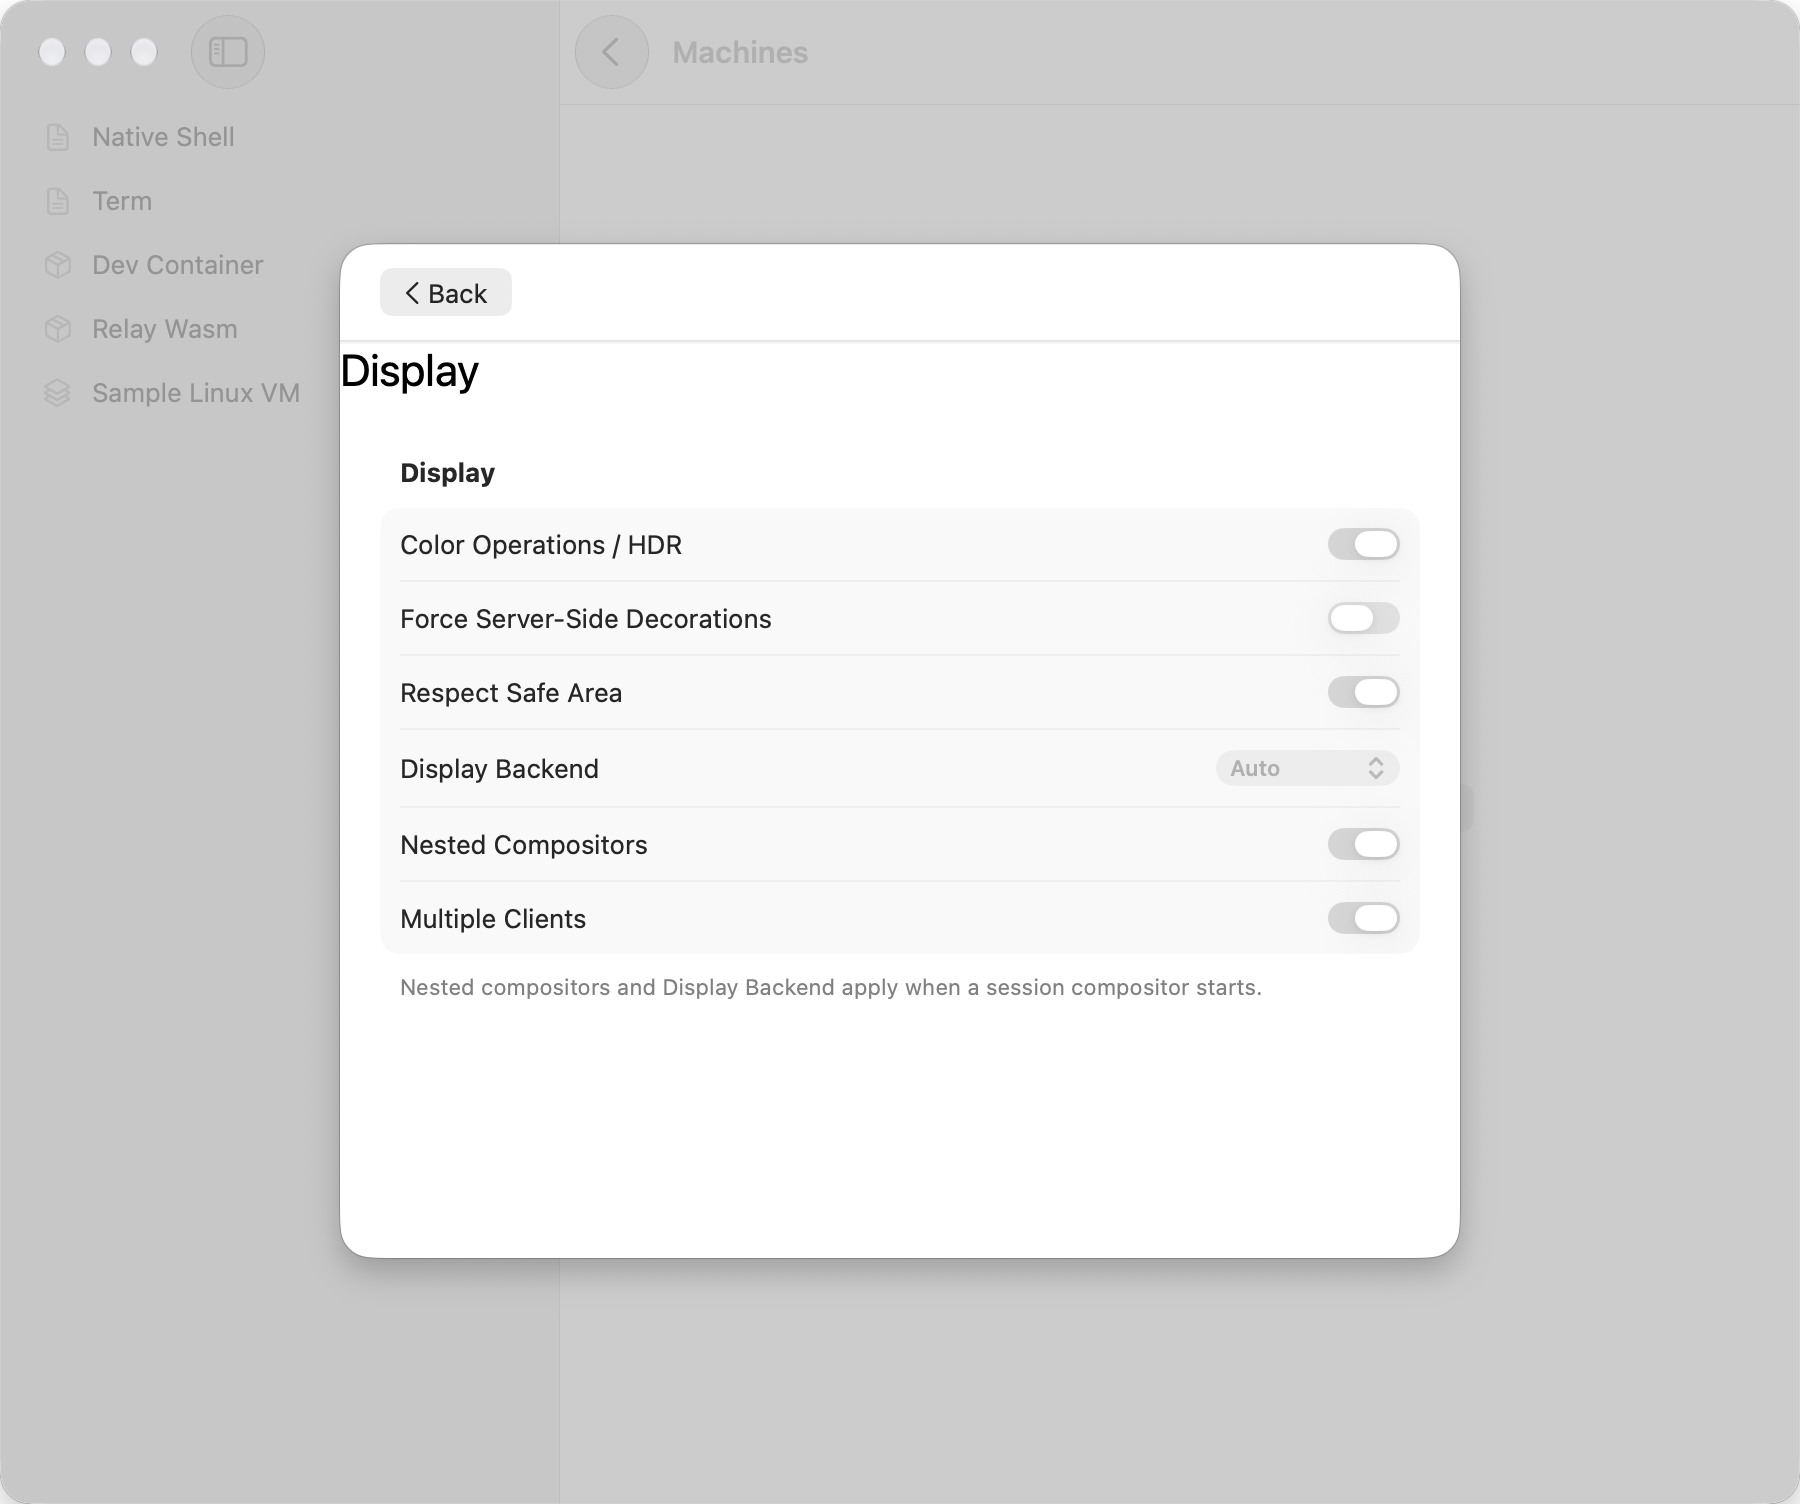 Machines
Native Shell
Term
Dev Container
Relay Wasm
Sample Linux VM
Back
Display
Display
Color Operations / HDR
Force Server-Side Decorations
Respect Safe Area
Display Backend
Auto
Nested Compositors
Multiple Clients
Nested compositors and Display Backend apply when a session compositor starts.